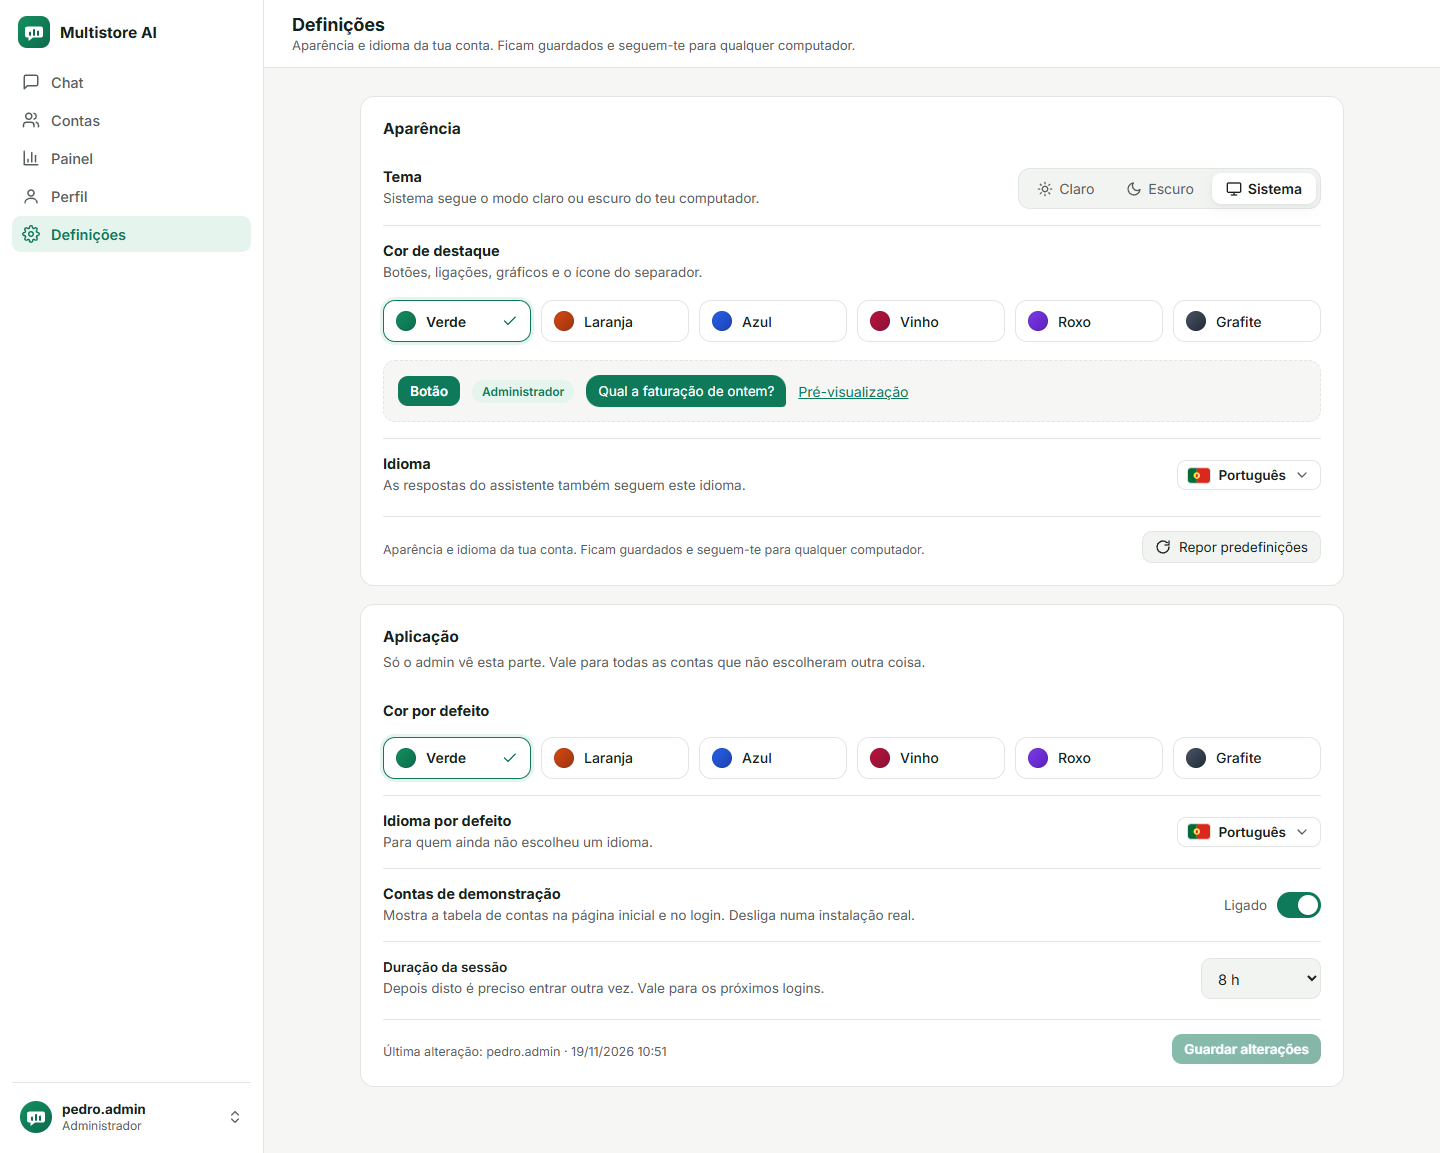 Multistore AI
Chat
Contas
Painel
Perfil
Definições
pedro.admin
Administrador
Definições
Aparência e idioma da tua conta. Ficam guardados e seguem-te para qualquer computador.
Aparência
Tema
Sistema segue o modo claro ou escuro do teu computador.
Claro Escuro Sistema
Cor de destaque
Botões, ligações, gráficos e o ícone do separador.
Verde Laranja Azul Vinho Roxo Grafite
Botão Administrador Qual a faturação de ontem? Pré-visualização
Idioma
As respostas do assistente também seguem este idioma.
Português
Aparência e idioma da tua conta. Ficam guardados e seguem-te para qualquer computador.
Repor predefinições
Aplicação
Só o admin vê esta parte. Vale para todas as contas que não escolheram outra coisa.
Cor por defeito
Verde Laranja Azul Vinho Roxo Grafite
Idioma por defeito
Para quem ainda não escolheu um idioma.
Português
Contas de demonstração
Mostra a tabela de contas na página inicial e no login. Desliga numa instalação real.
Ligado
Duração da sessão
Depois disto é preciso entrar outra vez. Vale para os próximos logins.
8 h
Última alteração: pedro.admin · 19/11/2026 10:51
Guardar alterações